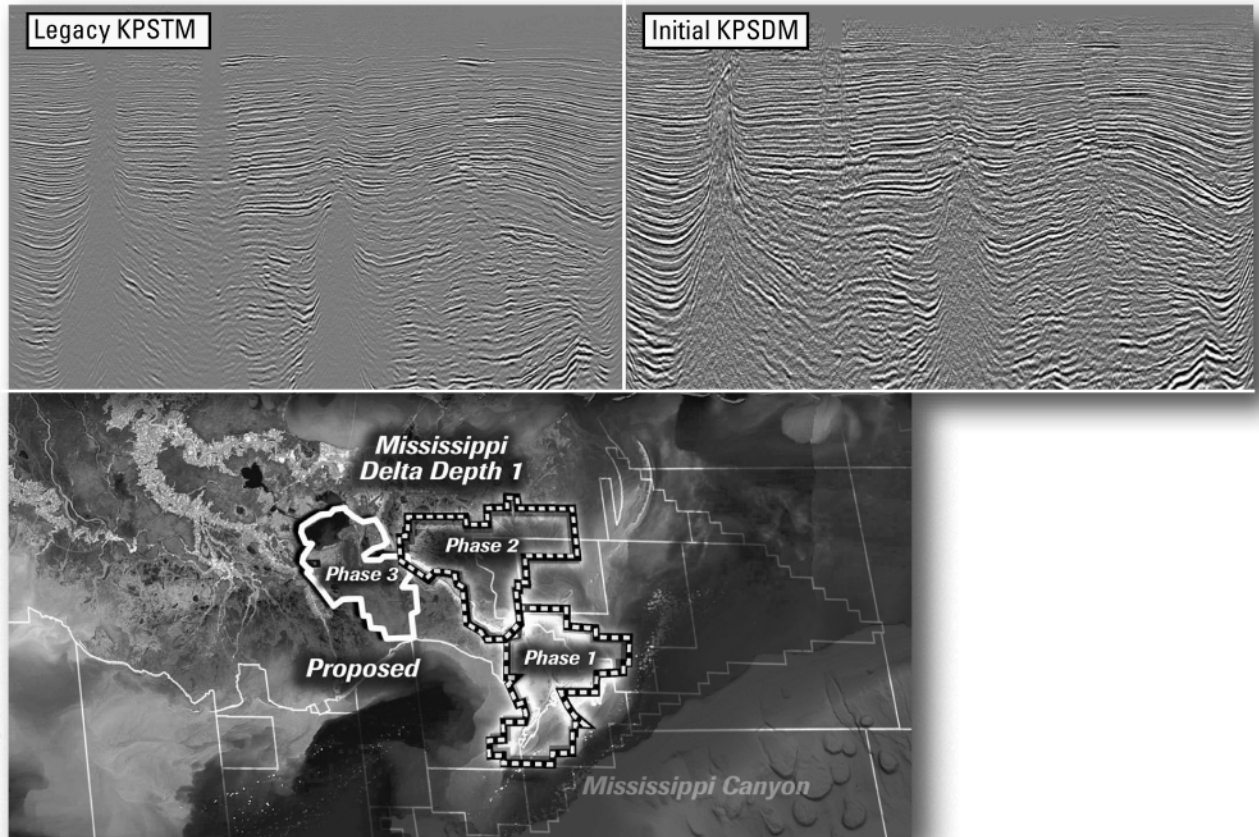 Legacy KPSTM
Initial KPSDM
Mississippi
Delta Depth 1
Phase 2
Phase 3
Phase 1
Proposed
Mississippi Canyon